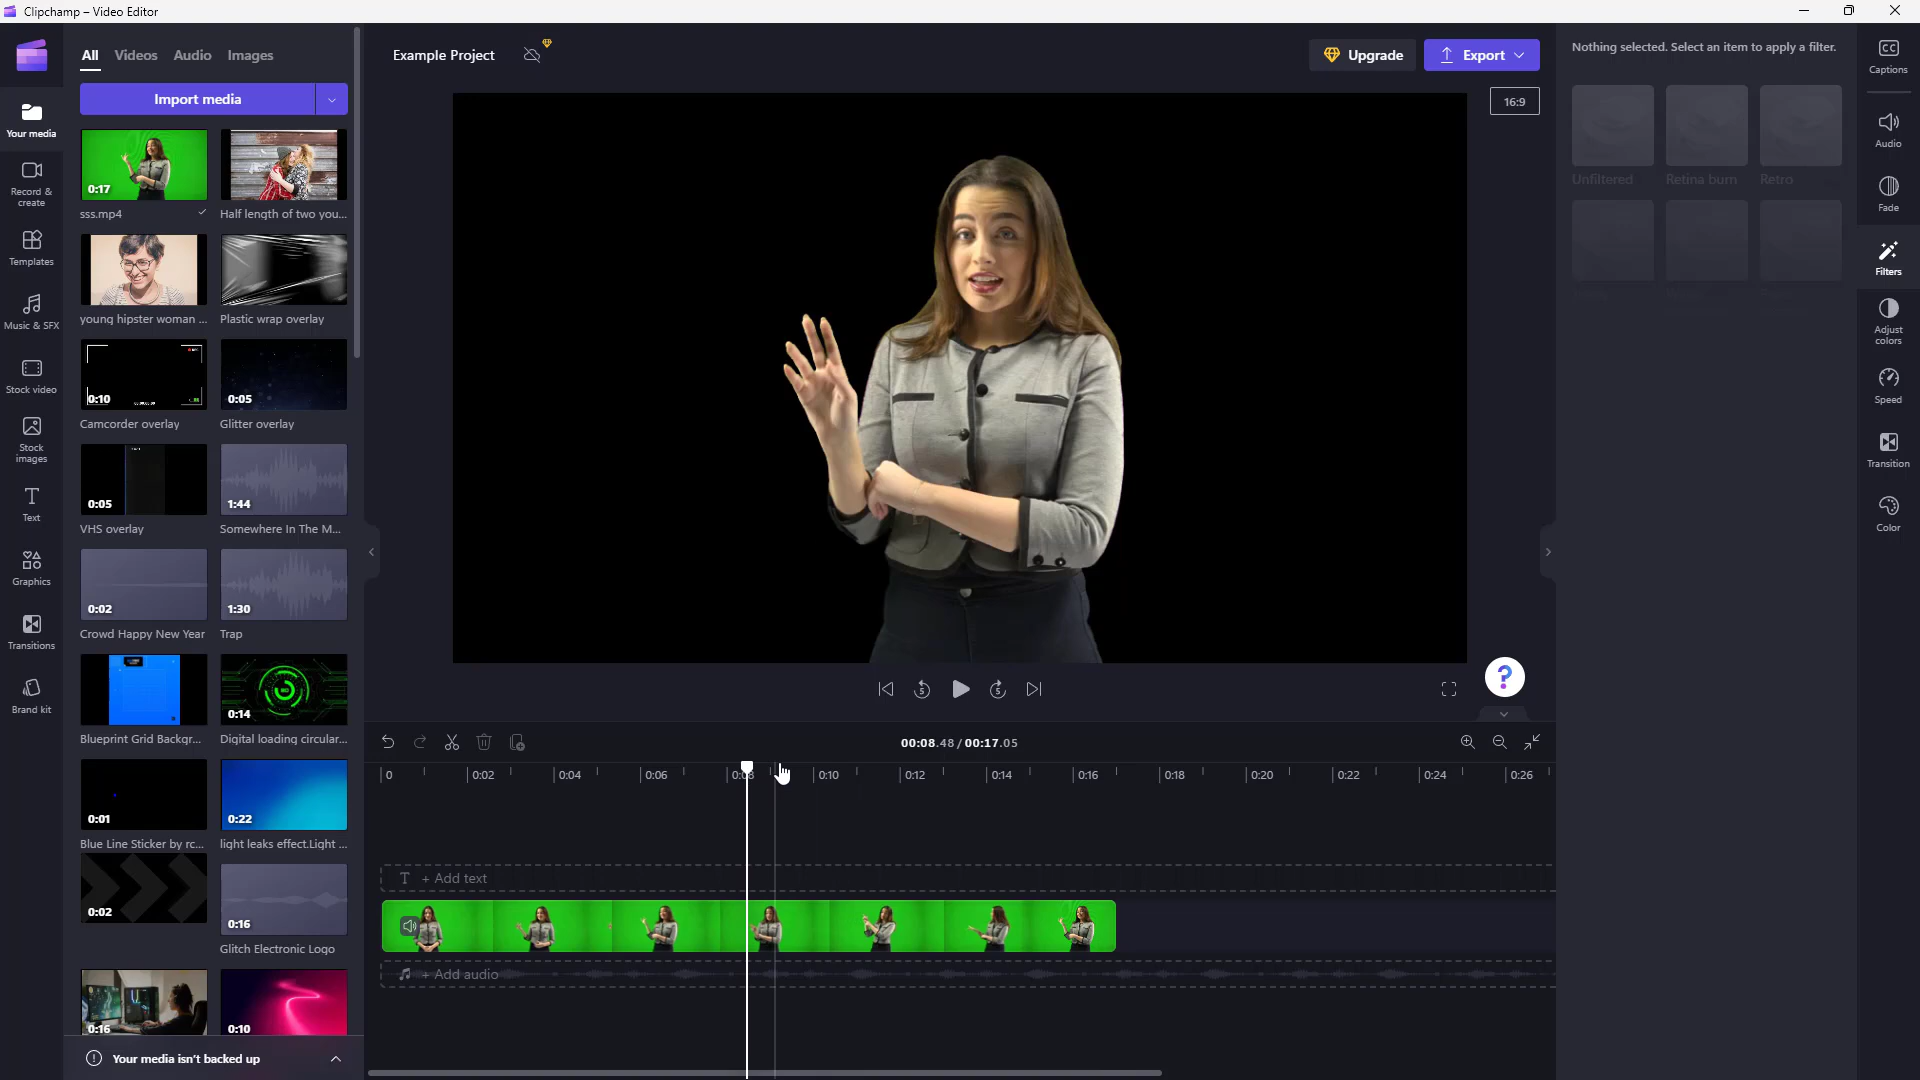 Clipchamp – Video Editor
All Videos Audio Images
Import media
Your media
Record & create
Templates
Music & SFX
Stock video
Stock images
Text
Graphics
Transitions
Brand kit
0:17
sss.mp4
Half length of two you...
young hipster woman ...
Plastic wrap overlay
0:10
Camcorder overlay
0:05
Glitter overlay
0:05
VHS overlay
1:44
Somewhere In The M...
0:02
Crowd Happy New Year
1:30
Trap
Blueprint Grid Backgr...
0:14
Digital loading circular...
0:01
Blue Line Sticker by rc...
0:22
light leaks effect.Light ...
0:02
0:16
Glitch Electronic Logo
0:16
0:10
Your media isn't backed up
Example Project
Upgrade
Export
16:9
?
00:08.48 / 00:17.05
0 0:02 0:04 0:06 0:08 0:10 0:12 0:14 0:16 0:18 0:20 0:22 0:24 0:26
T + Add text
+ Add audio
Nothing selected. Select an item to apply a filter.
Unfiltered Retina burn Retro
CC
Captions
Audio
Fade
Filters
Adjust colors
Speed
Transition
Color